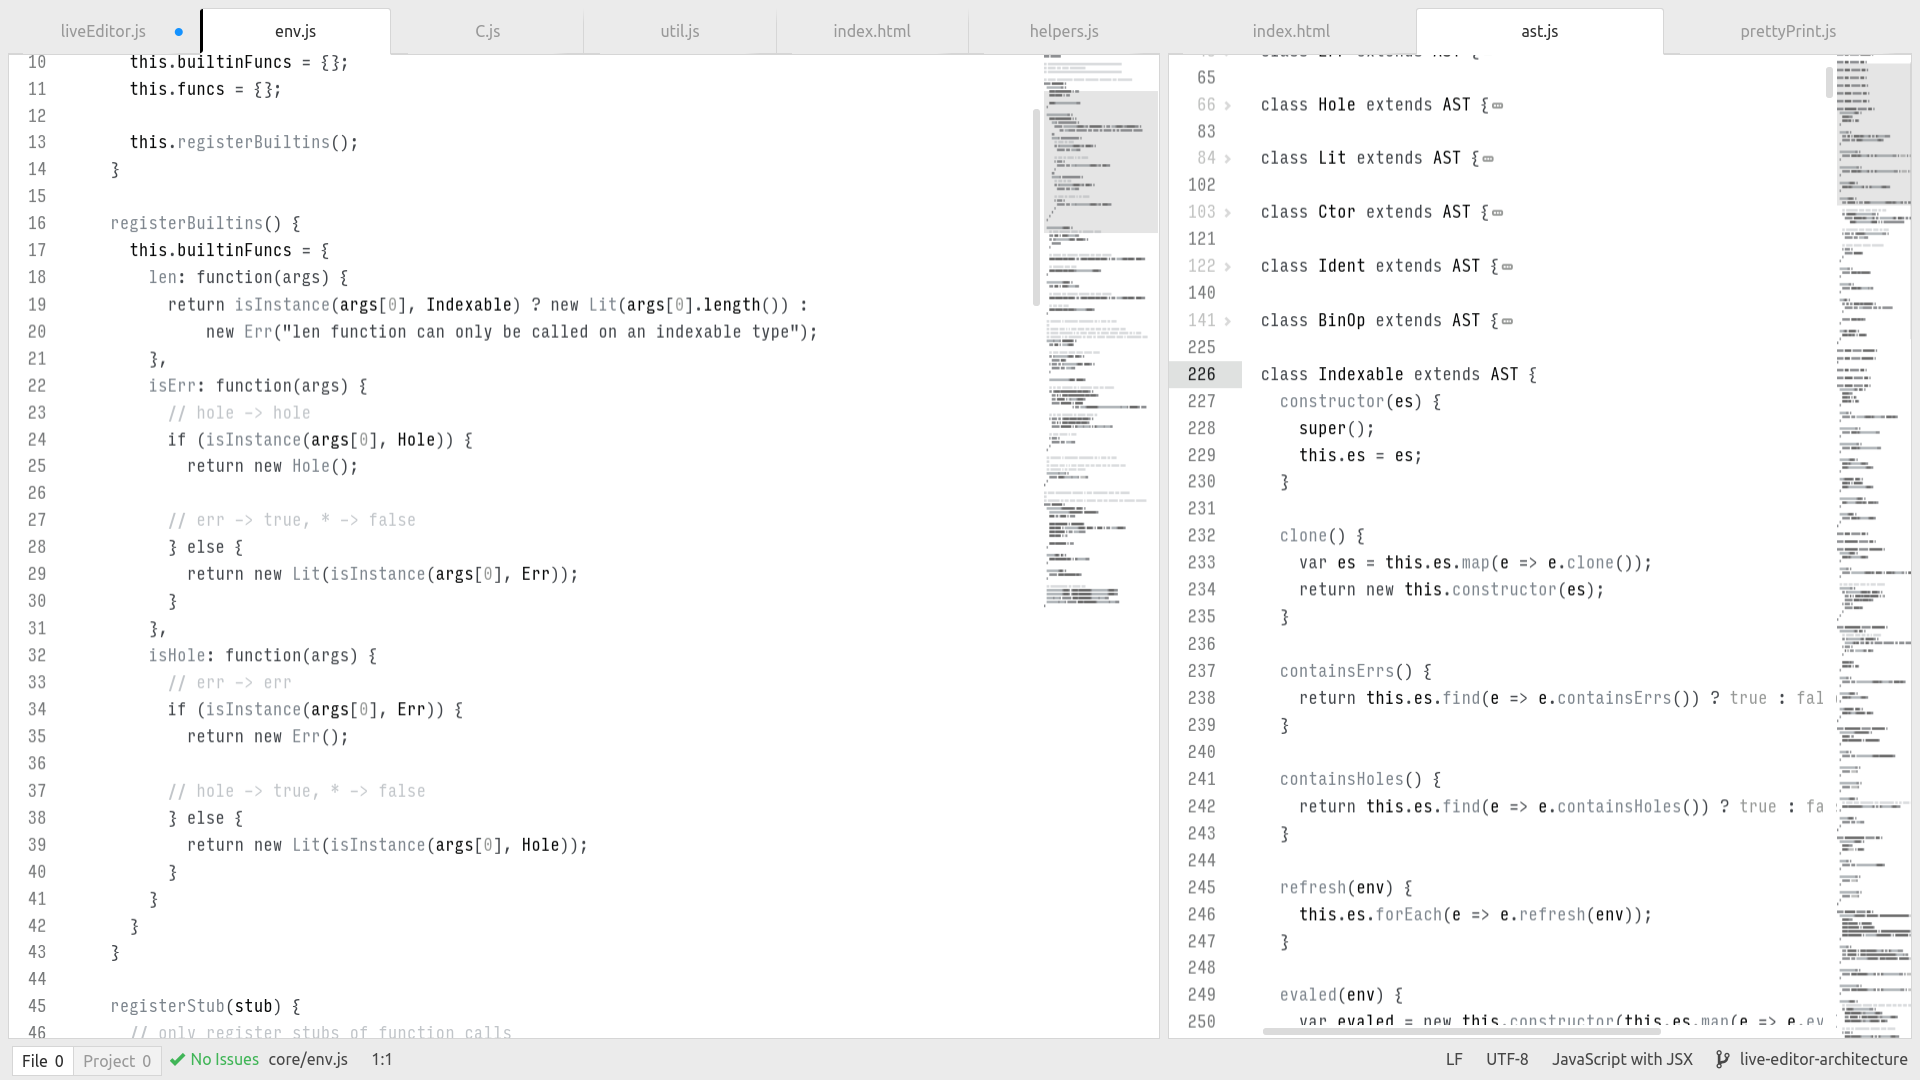 liveEditor.js
env.js
C.js
util.js
index.html
helpers.js
index.html
ast.js
prettyPrint.js
10 this.builtinFuncs = {};
11 this.funcs = {};
12
13 this.registerBuiltins();
14 }
15
16 registerBuiltins() {
17 this.builtinFuncs = {
18 len: function(args) {
19 return isInstance(args[0], Indexable) ? new Lit(args[0].length()) :
20 new Err("len function can only be called on an indexable type");
21 },
22 isErr: function(args) {
23 // hole -> hole
24 if (isInstance(args[0], Hole)) {
25 return new Hole();
26
27 // err -> true, * -> false
28 } else {
29 return new Lit(isInstance(args[0], Err));
30 }
31 },
32 isHole: function(args) {
33 // err -> err
34 if (isInstance(args[0], Err)) {
35 return new Err();
36
37 // hole -> true, * -> false
38 } else {
39 return new Lit(isInstance(args[0], Hole));
40 }
41 }
42 }
43 }
44
45 registerStub(stub) {
46 // only register stubs of function calls
65
66 class Hole extends AST {
83
84 class Lit extends AST {
102
103 class Ctor extends AST {
121
122 class Ident extends AST {
140
141 class BinOp extends AST {
225
226 class Indexable extends AST {
227 constructor(es) {
228 super();
229 this.es = es;
230 }
231
232 clone() {
233 var es = this.es.map(e => e.clone());
234 return new this.constructor(es);
235 }
236
237 containsErrs() {
238 return this.es.find(e => e.containsErrs()) ? true : fal
239 }
240
241 containsHoles() {
242 return this.es.find(e => e.containsHoles()) ? true : fa
243 }
244
245 refresh(env) {
246 this.es.forEach(e => e.refresh(env));
247 }
248
249 evaled(env) {
250 var evaled = new this.constructor(this.es.map(e => e.ev
File 0 Project 0 No Issues core/env.js 1:1
LF UTF-8 JavaScript with JSX live-editor-architecture